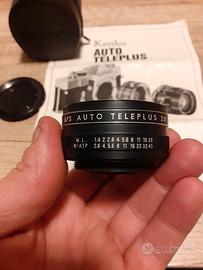 Kenko
AUTO
TELEPLUS
APS AUTO TELEPLUS 2X
M.L. 1.4 2 2.8 4 5.6 8 11 16 22
W/ATP 2.8 4 5.6 8 11 16 22 32 45
subito